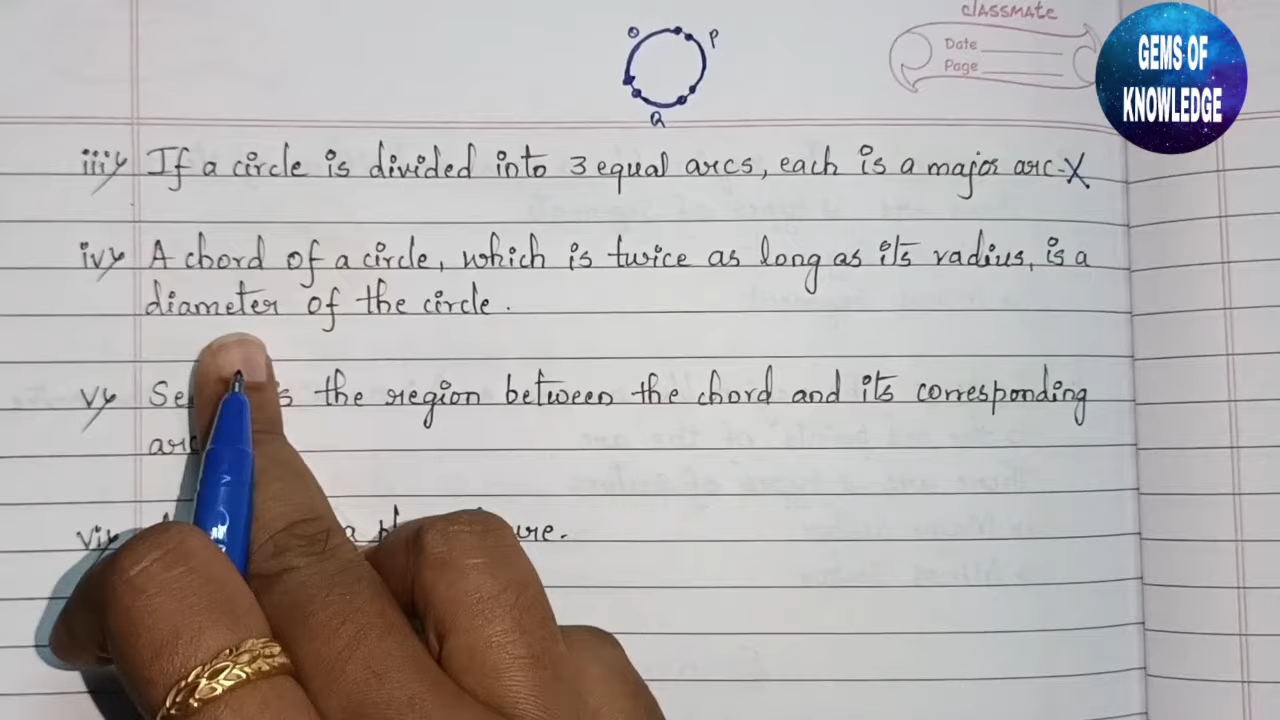 classmate
Date
Page
GEMS OF
KNOWLEDGE
O
P
Q
iii) If a circle is divided into 3 equal arcs, each is a major arc. X
iv) A chord of a circle, which is twice as long as its radius, is a
diameter of the circle.
v) is the region between the chord and its corresponding
arc
vi) a